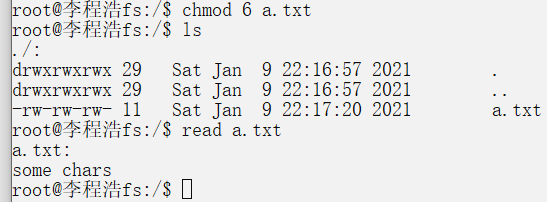 root@李程浩fs:/$ chmod 6 a.txt
root@李程浩fs:/$ ls
./:
drwxrwxrwx 29   Sat Jan  9 22:16:57 2021        .
drwxrwxrwx 29   Sat Jan  9 22:16:57 2021        ..
-rw-rw-rw- 11   Sat Jan  9 22:17:20 2021        a.txt
root@李程浩fs:/$ read a.txt
a.txt:
some chars
root@李程浩fs:/$